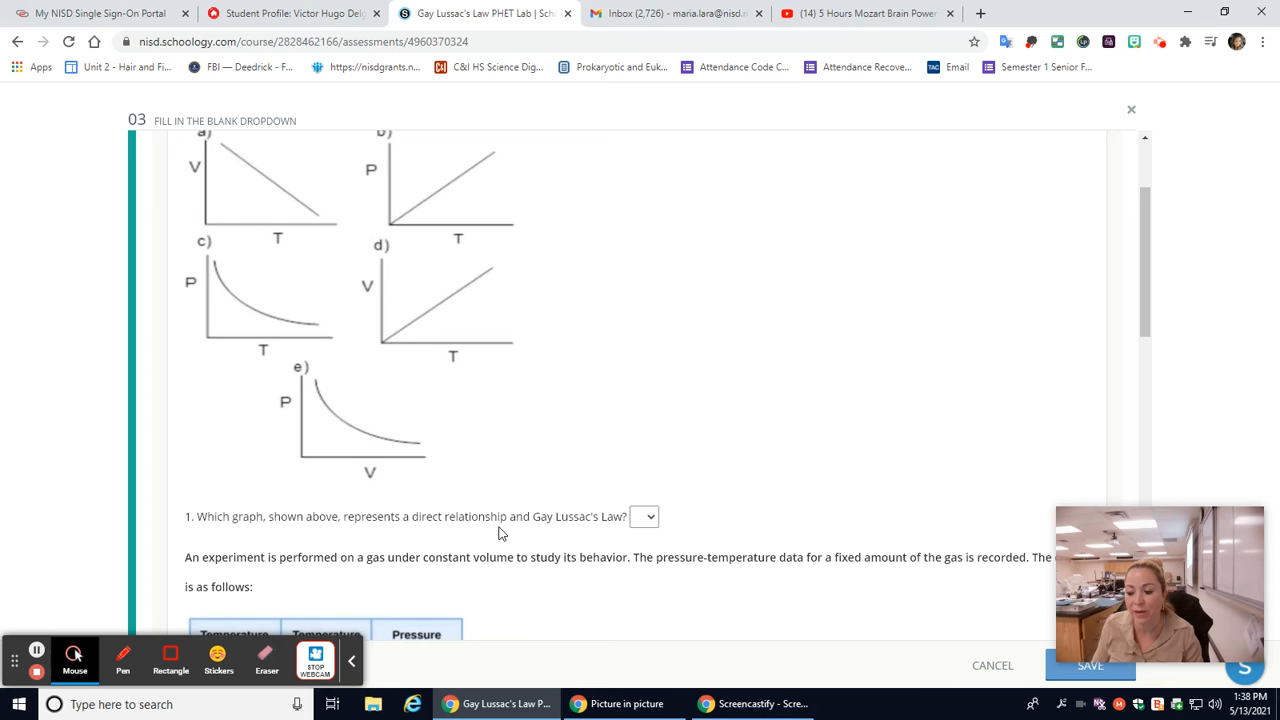 My NISD Single Sign-On Portal
Student Profile: Victor Hugo Delg
Gay Lussac's Law PHET Lab | Scho
Inbox (2,726) - maria.lara@nisd.n
(14) 5 Hours Mozart Brain Power
nisd.schoology.com/course/2828462166/assessments/4960370324
Apps
Unit 2 - Hair and Fi...
FBI — Deedrick - F...
https://nisdgrants.n...
C&I HS Science Dig...
Prokaryotic and Euk...
Attendance Code C...
Attendance Recove...
Email
Semester 1 Senior F...
03 FILL IN THE BLANK DROPDOWN
a)
V
T
b)
P
T
c)
P
T
d)
V
T
e)
P
V
1. Which graph, shown above, represents a direct relationship and Gay Lussac's Law?
An experiment is performed on a gas under constant volume to study its behavior. The pressure-temperature data for a fixed amount of the gas is recorded. The
is as follows:
Temperature Temperature Pressure
Mouse
Pen
Rectangle
Stickers
Eraser
STOP
WEBCAM
CANCEL
SAVE
S
Type here to search
Gay Lussac's Law P...
Picture in picture
Screencastify - Scre...
1:38 PM
5/13/2021